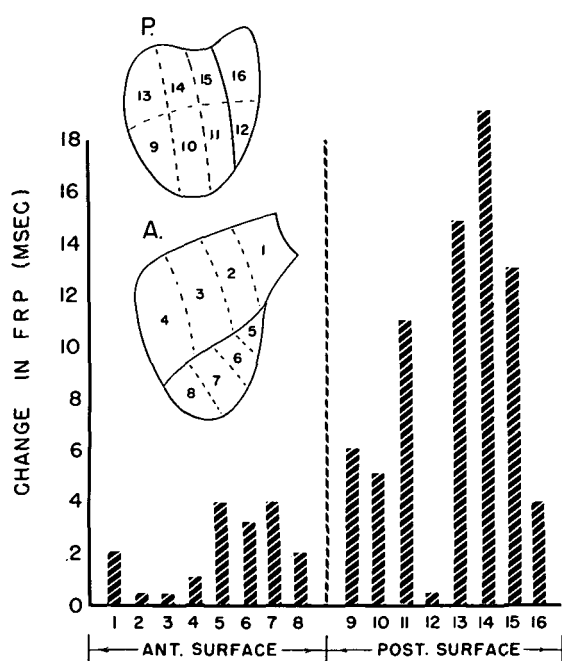 P.
13 14 15 16
9 10 11 12
A.
1
2
3
4
5
6
7
8
CHANGE IN FRP (MSEC)
18
16
14
12
10
8
6
4
2
0
1 2 3 4 5 6 7 8 9 10 11 12 13 14 15 16
ANT. SURFACE POST. SURFACE